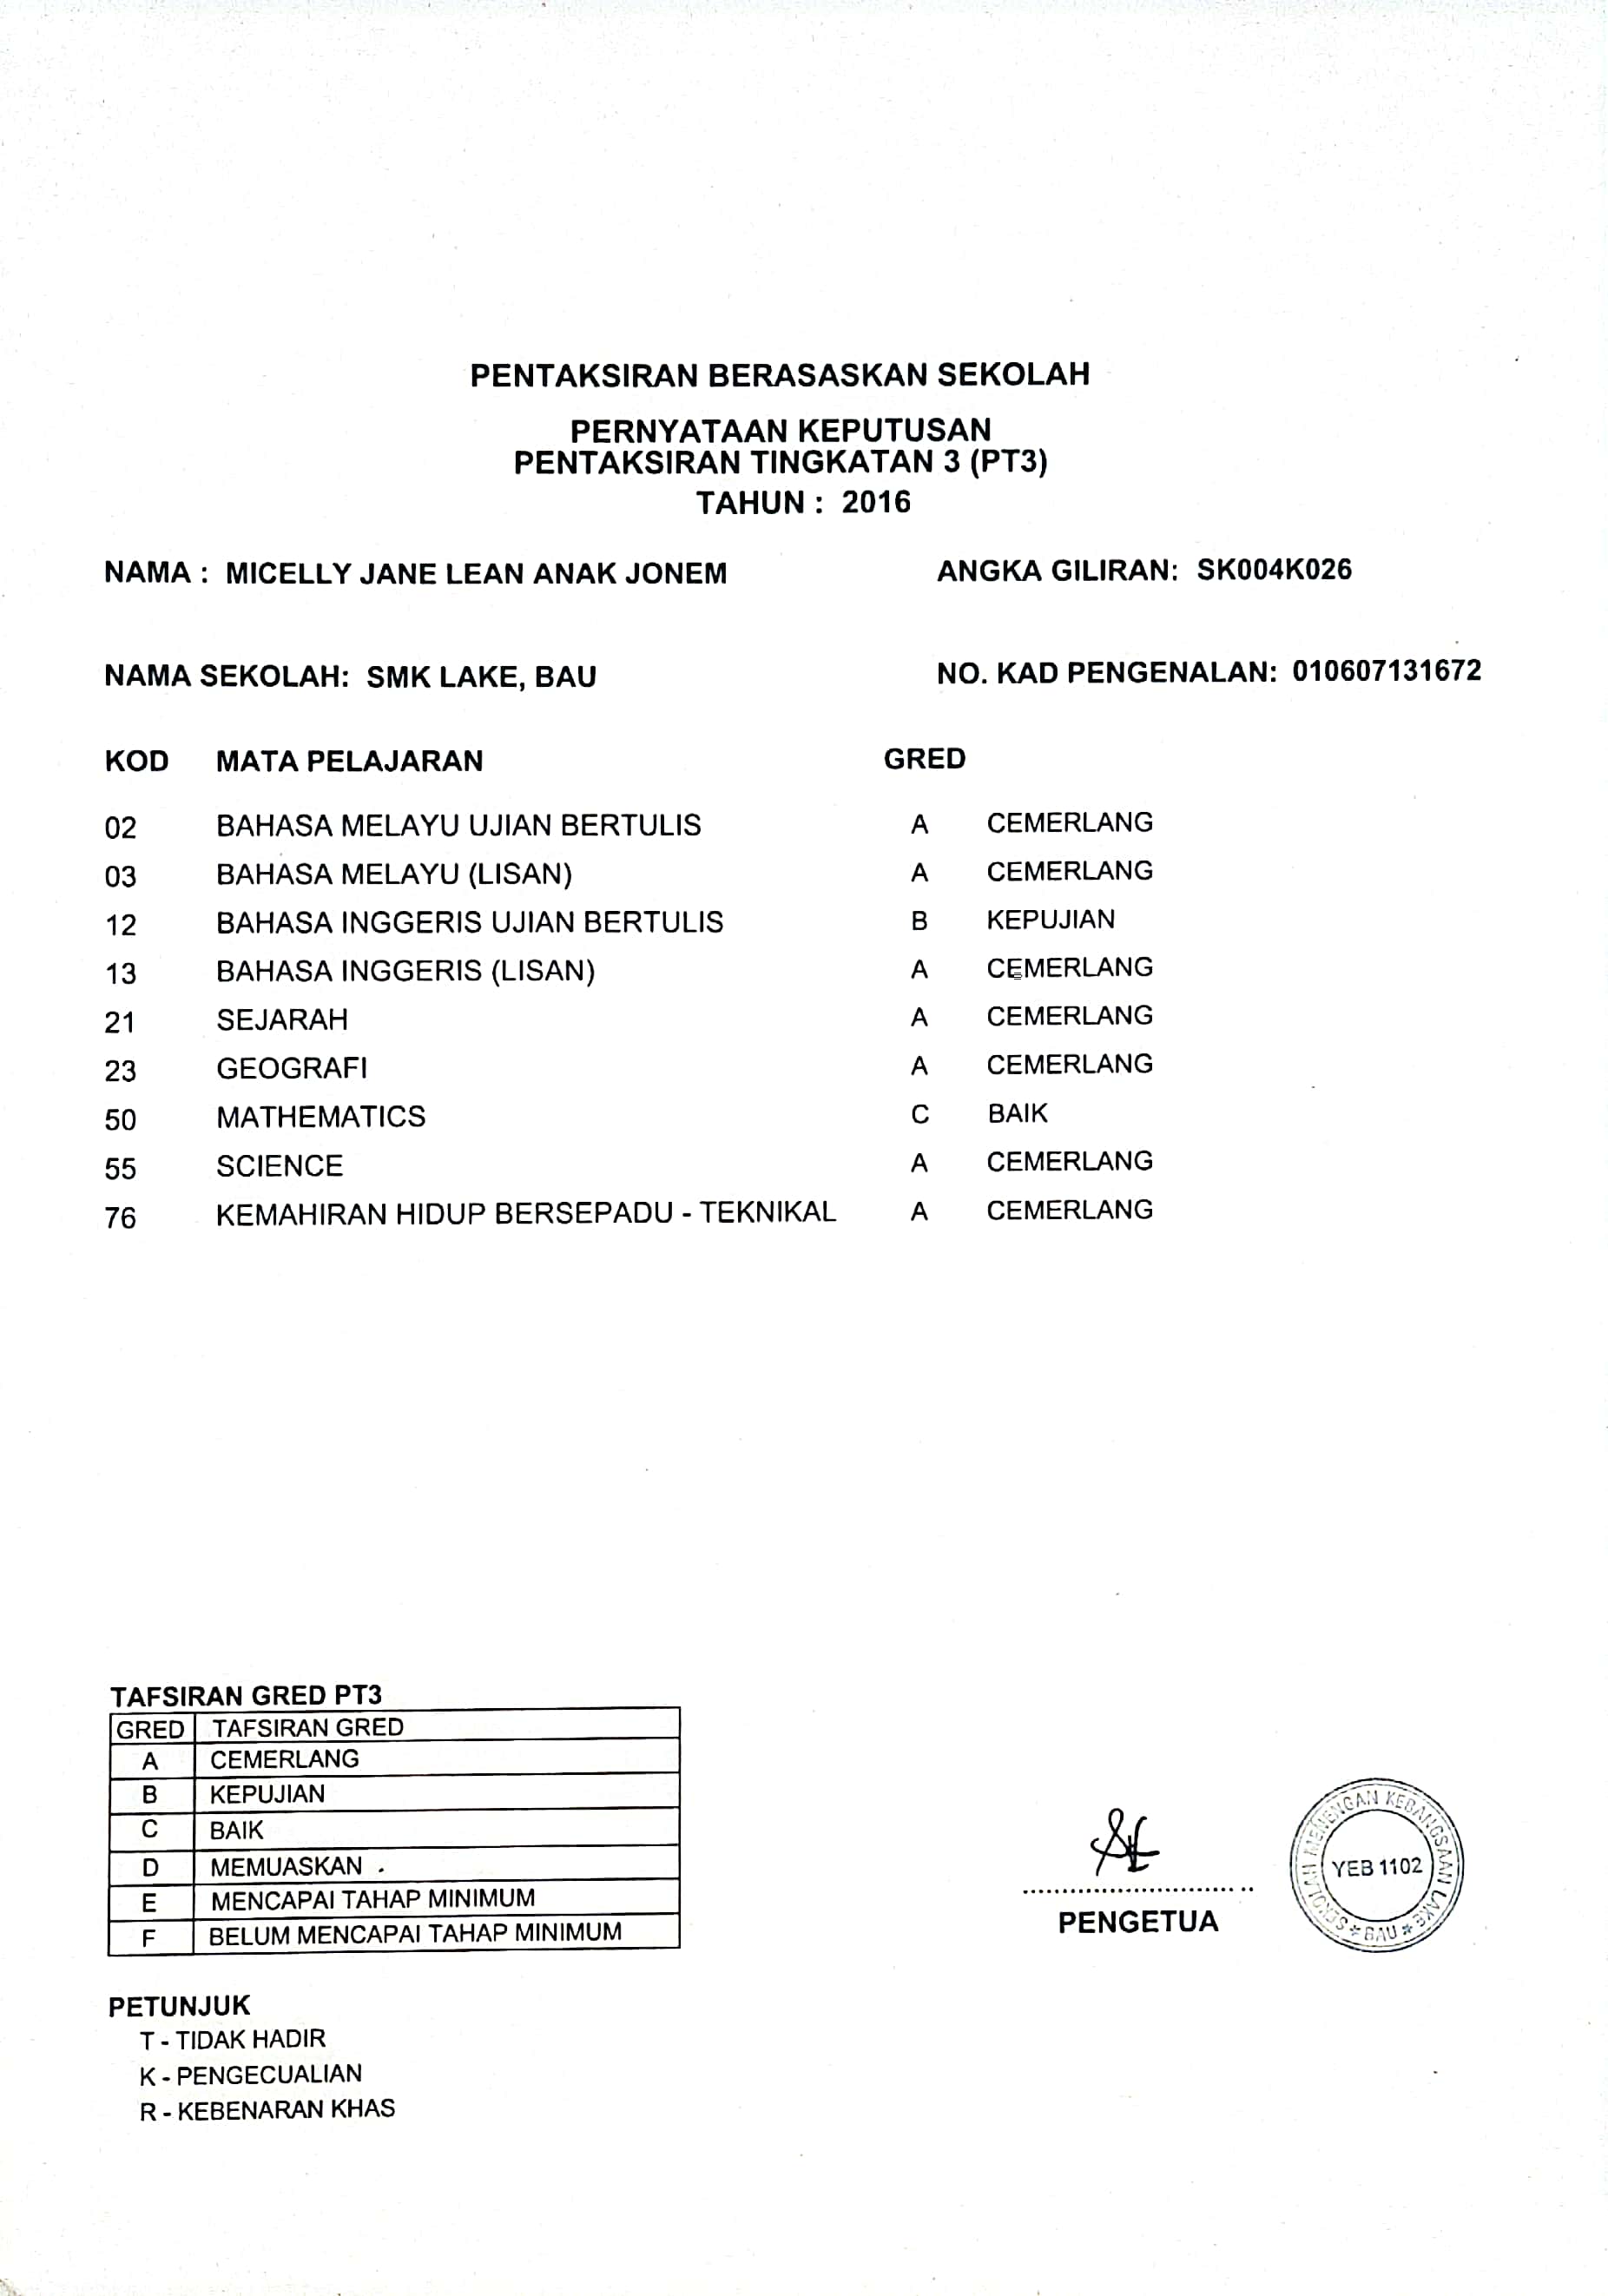 PENTAKSIRAN BERASASKAN SEKOLAH
PERNYATAAN KEPUTUSAN
PENTAKSIRAN TINGKATAN 3 (PT3)
TAHUN : 2016
NAMA : MICELLY JANE LEAN ANAK JONEM ANGKA GILIRAN: SK004K026
NAMA SEKOLAH: SMK LAKE, BAU NO. KAD PENGENALAN: 010607131672
KOD MATA PELAJARAN GRED
02 BAHASA MELAYU UJIAN BERTULIS A CEMERLANG
03 BAHASA MELAYU (LISAN) A CEMERLANG
12 BAHASA INGGERIS UJIAN BERTULIS B KEPUJIAN
13 BAHASA INGGERIS (LISAN) A CEMERLANG
21 SEJARAH A CEMERLANG
23 GEOGRAFI A CEMERLANG
50 MATHEMATICS C BAIK
55 SCIENCE A CEMERLANG
76 KEMAHIRAN HIDUP BERSEPADU - TEKNIKAL A CEMERLANG
TAFSIRAN GRED PT3
GRED TAFSIRAN GRED
A CEMERLANG
B KEPUJIAN
C BAIK
D MEMUASKAN
E MENCAPAI TAHAP MINIMUM
F BELUM MENCAPAI TAHAP MINIMUM
PENGETUA
SEKOLAH MENENGAN KEBANGSAAN LAKE
YEB 1102
* BAU *
PETUNJUK
T - TIDAK HADIR
K - PENGECUALIAN
R - KEBENARAN KHAS